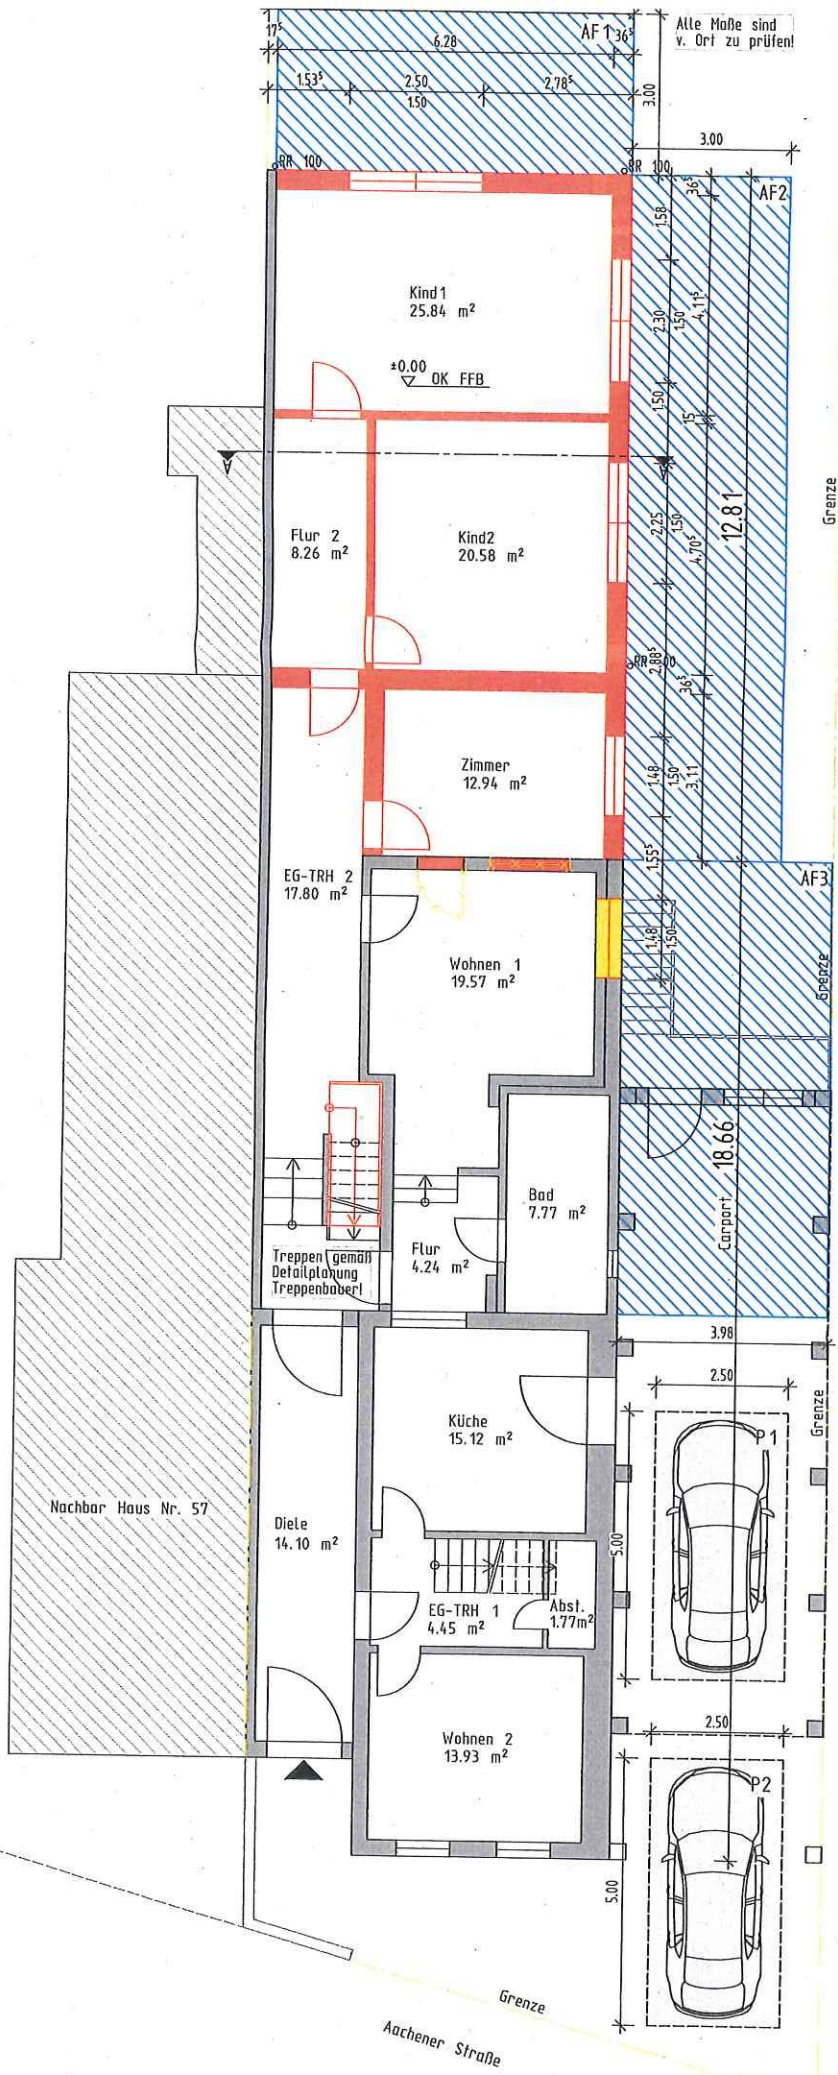 Alle Maße sind
v. Ort zu prüfen!
17⁵
6.28
AF 1
36⁵
1.53⁵
2.50
1.50
2,78⁵
3.00
3.00
RR 100
RR 100
AF2
36⁵
1.58
Kind1
25.84 m²
2.30
1.50
4.11⁵
±0.00
OK FFB
1.50
15
A
A
Grenze
12.81
Flur 2
8.26 m²
Kind2
20.58 m²
2,25
1.50
4.70⁵
2.88⁵
36⁵
Zimmer
12.94 m²
1.48
1.50
3.11
1.55⁵
EG-TRH 2
17.80 m²
AF3
Wohnen 1
19.57 m²
1.48
1.50
Grenze
18.66
Carport
Bad
7.77 m²
Flur
4.24 m²
Treppen gemäß
Detailplanung
Treppenbauer!
3.98
2.50
Grenze
Küche
15.12 m²
P1
Nachbar Haus Nr. 57
Diele
14.10 m²
5.00
EG-TRH 1
4.45 m²
Abst.
1.77m²
2.50
Wohnen 2
13.93 m²
P2
5.00
Grenze
Aachener Straße